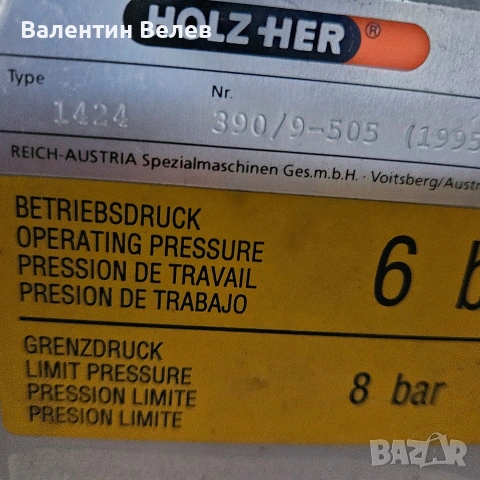 Валентин Велев
HOLZ-HER ®
Type
Nr.
1424
390/9-505 (1995
REICH-AUSTRIA Spezialmaschinen Ges.m.b.H. · Voitsberg/Austr
BETRIEBSDRUCK
OPERATING PRESSURE
PRESSION DE TRAVAIL
PRESION DE TRABAJO
6 b
GRENZDRUCK
LIMIT PRESSURE
PRESSION LIMITE
PRESION LIMITE
8 bar
BAZAR